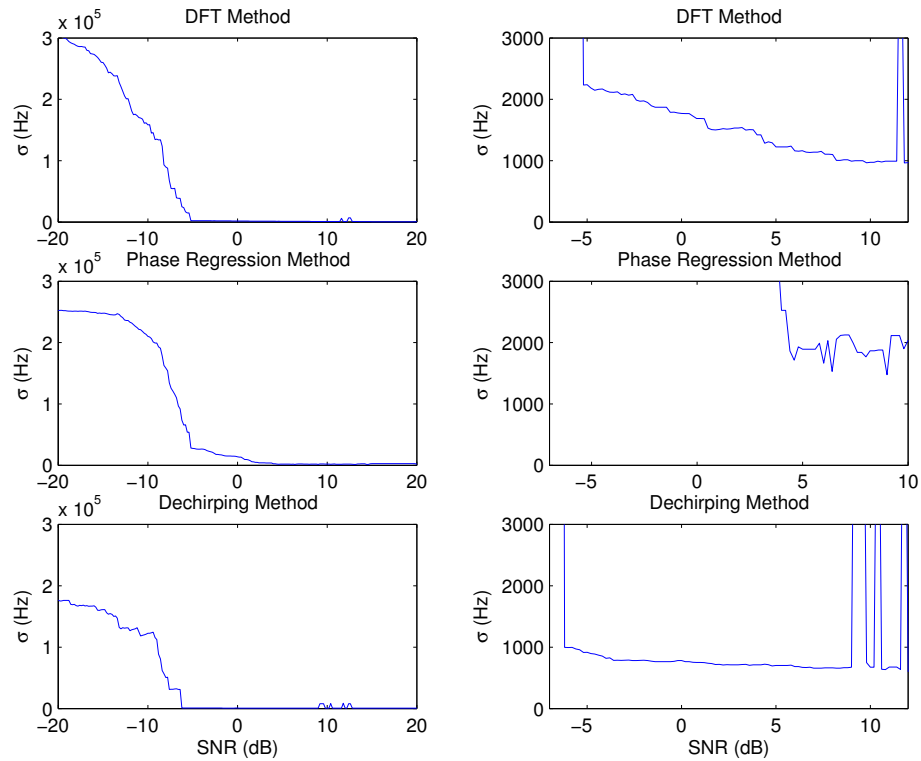 DFT Method
x 10^5
3
2
1
0
σ (Hz)
−20 −10 0 10 20
DFT Method
3000
2000
1000
0
σ (Hz)
−5 0 5 10
Phase Regression Method
x 10^5
3
2
1
0
σ (Hz)
−20 −10 0 10 20
Phase Regression Method
3000
2000
1000
0
σ (Hz)
−5 0 5 10
Dechirping Method
x 10^5
3
2
1
0
σ (Hz)
−20 −10 0 10 20
SNR (dB)
Dechirping Method
3000
2000
1000
0
σ (Hz)
−5 0 5 10
SNR (dB)